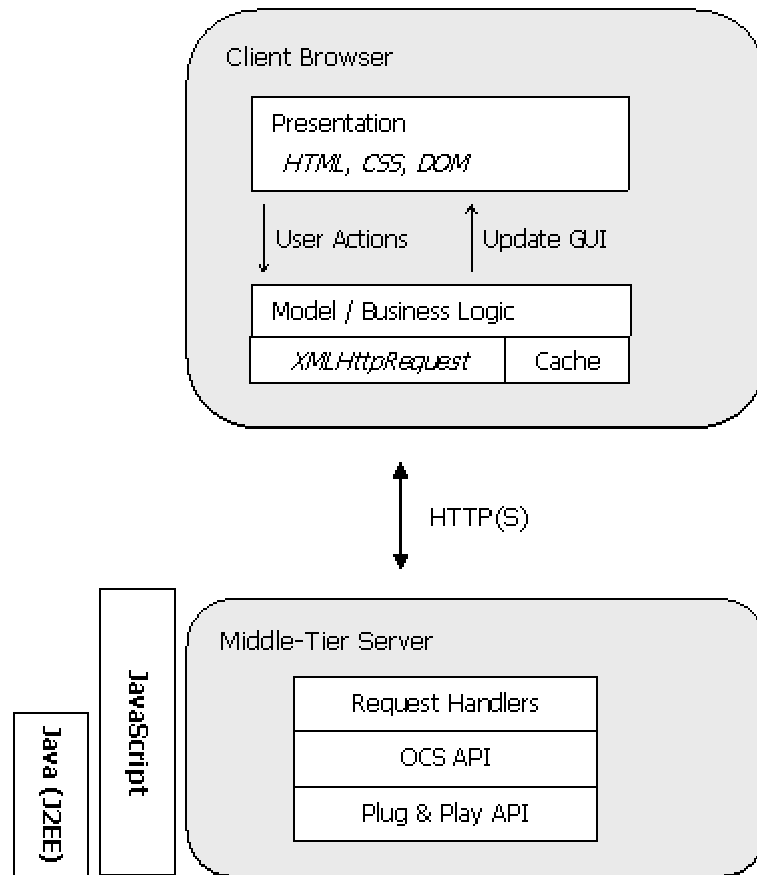 Client Browser
Presentation
HTML, CSS, DOM
User Actions
Update GUI
Model / Business Logic
XMLHttpRequest
Cache
HTTP(S)
Middle-Tier Server
Request Handlers
OCS API
Plug & Play API
JavaScript
Java (J2EE)